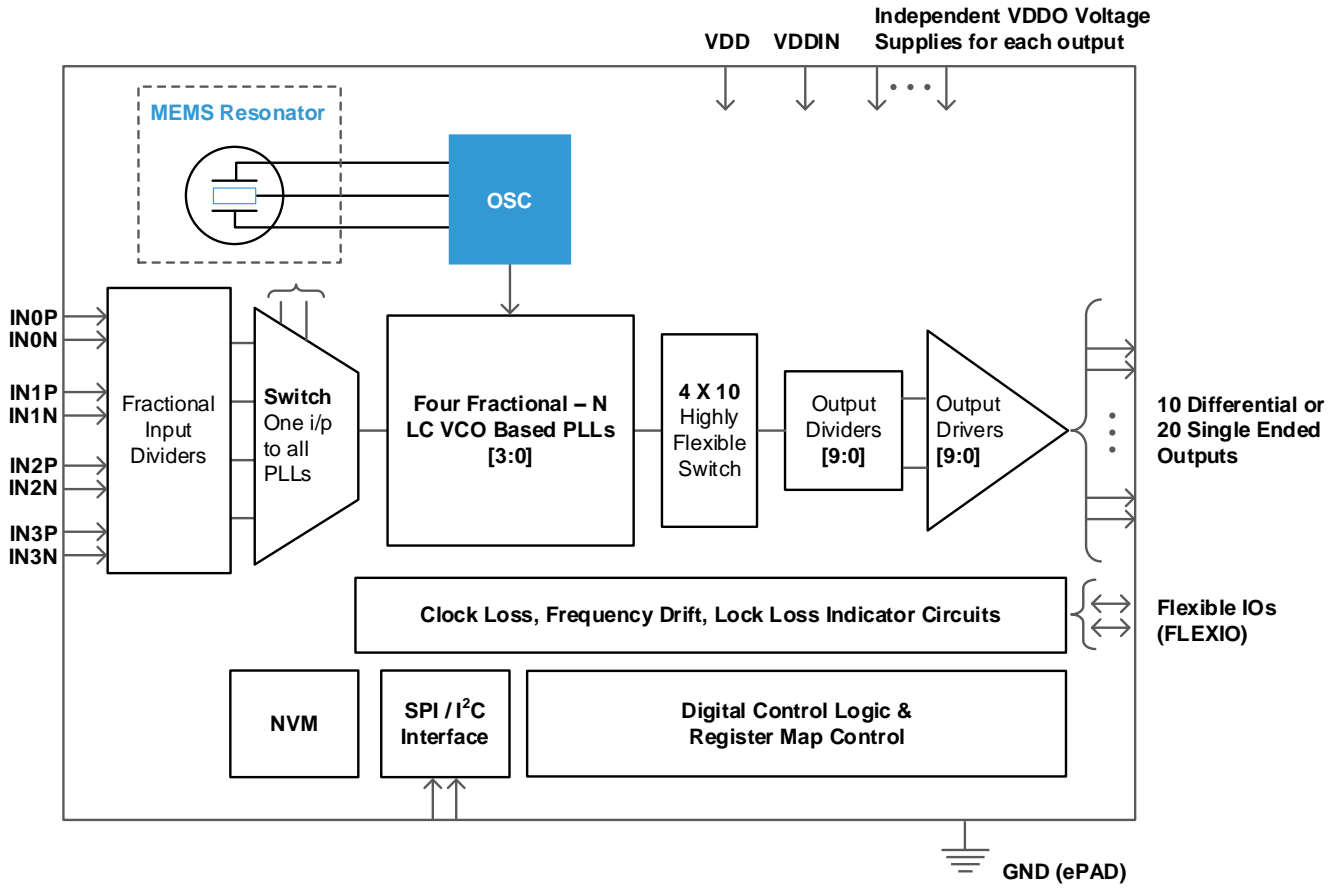 Independent VDDO Voltage
Supplies for each output
VDD
VDDIN
MEMS Resonator
OSC
IN0P
IN0N
IN1P
IN1N
IN2P
IN2N
IN3P
IN3N
Fractional
Input
Dividers
Switch
One i/p
to all
PLLs
Four Fractional – N
LC VCO Based PLLs
[3:0]
4 X 10
Highly
Flexible
Switch
Output
Dividers
[9:0]
Output
Drivers
[9:0]
10 Differential or
20 Single Ended
Outputs
Clock Loss, Frequency Drift, Lock Loss Indicator Circuits
Flexible IOs
(FLEXIO)
NVM
SPI / I²C
Interface
Digital Control Logic &
Register Map Control
GND (ePAD)